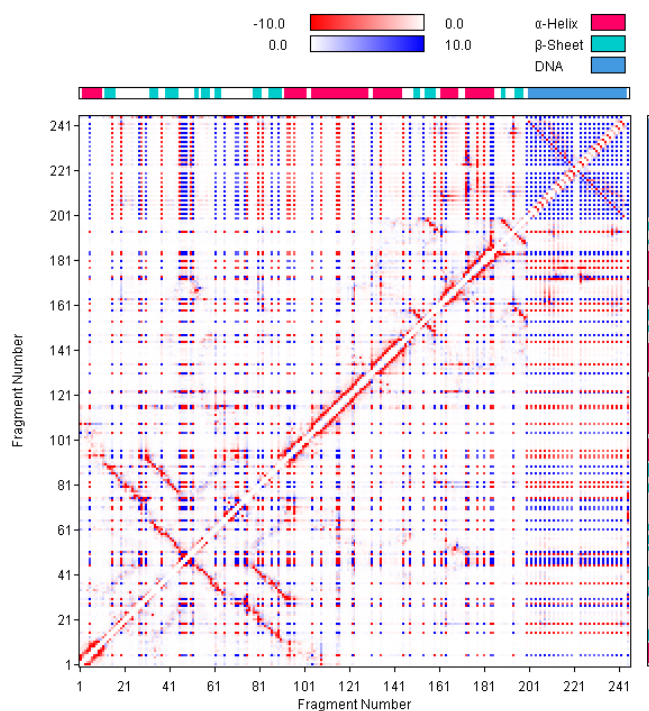 -10.0 0.0 α-Helix
0.0 10.0 β-Sheet
DNA
241
221
201
181
161
141
121
101
81
61
41
21
1
Fragment Number
1 21 41 61 81 101 121 141 161 181 201 221 241
Fragment Number